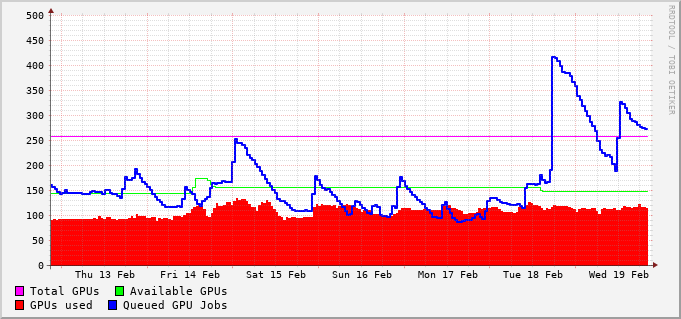 500
450
400
350
300
250
200
150
100
50
0
Thu 13 Feb Fri 14 Feb Sat 15 Feb Sun 16 Feb Mon 17 Feb Tue 18 Feb Wed 19 Feb
Total GPUs Available GPUs
GPUs used Queued GPU Jobs
RRDTOOL / TOBI OETIKER